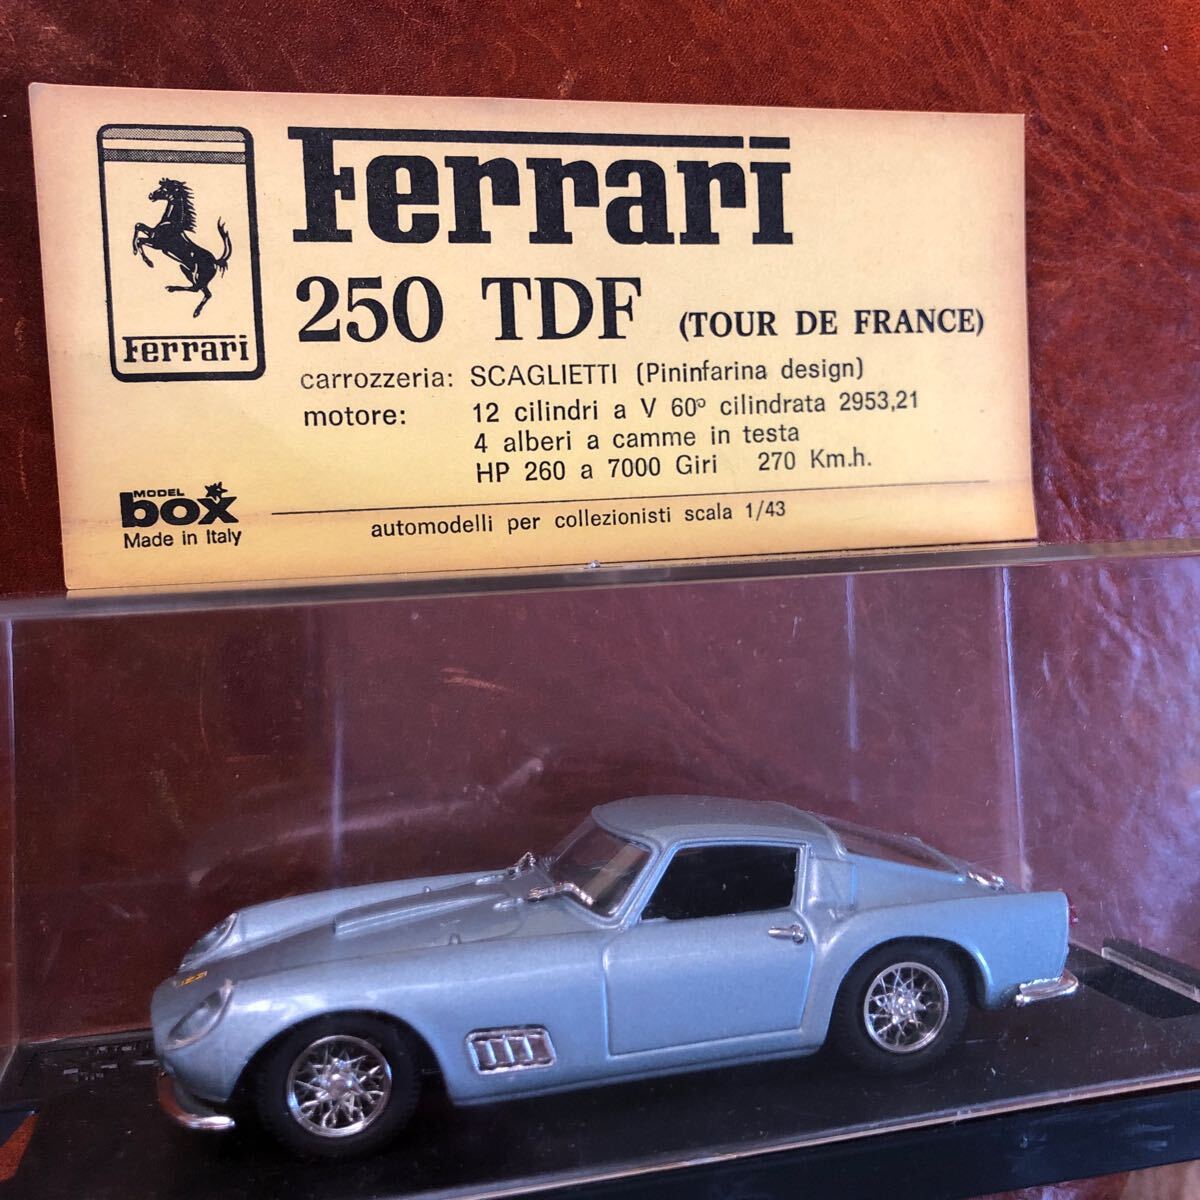 Ferrari
Ferrari
250 TDF (TOUR DE FRANCE)
carrozzeria: SCAGLIETTI (Pininfarina design)
motore: 12 cilindri a V 60º cilindrata 2953,21
4 alberi a camme in testa
HP 260 a 7000 Giri 270 Km.h.
MODEL
box
Made in Italy
automodelli per collezionisti scala 1/43